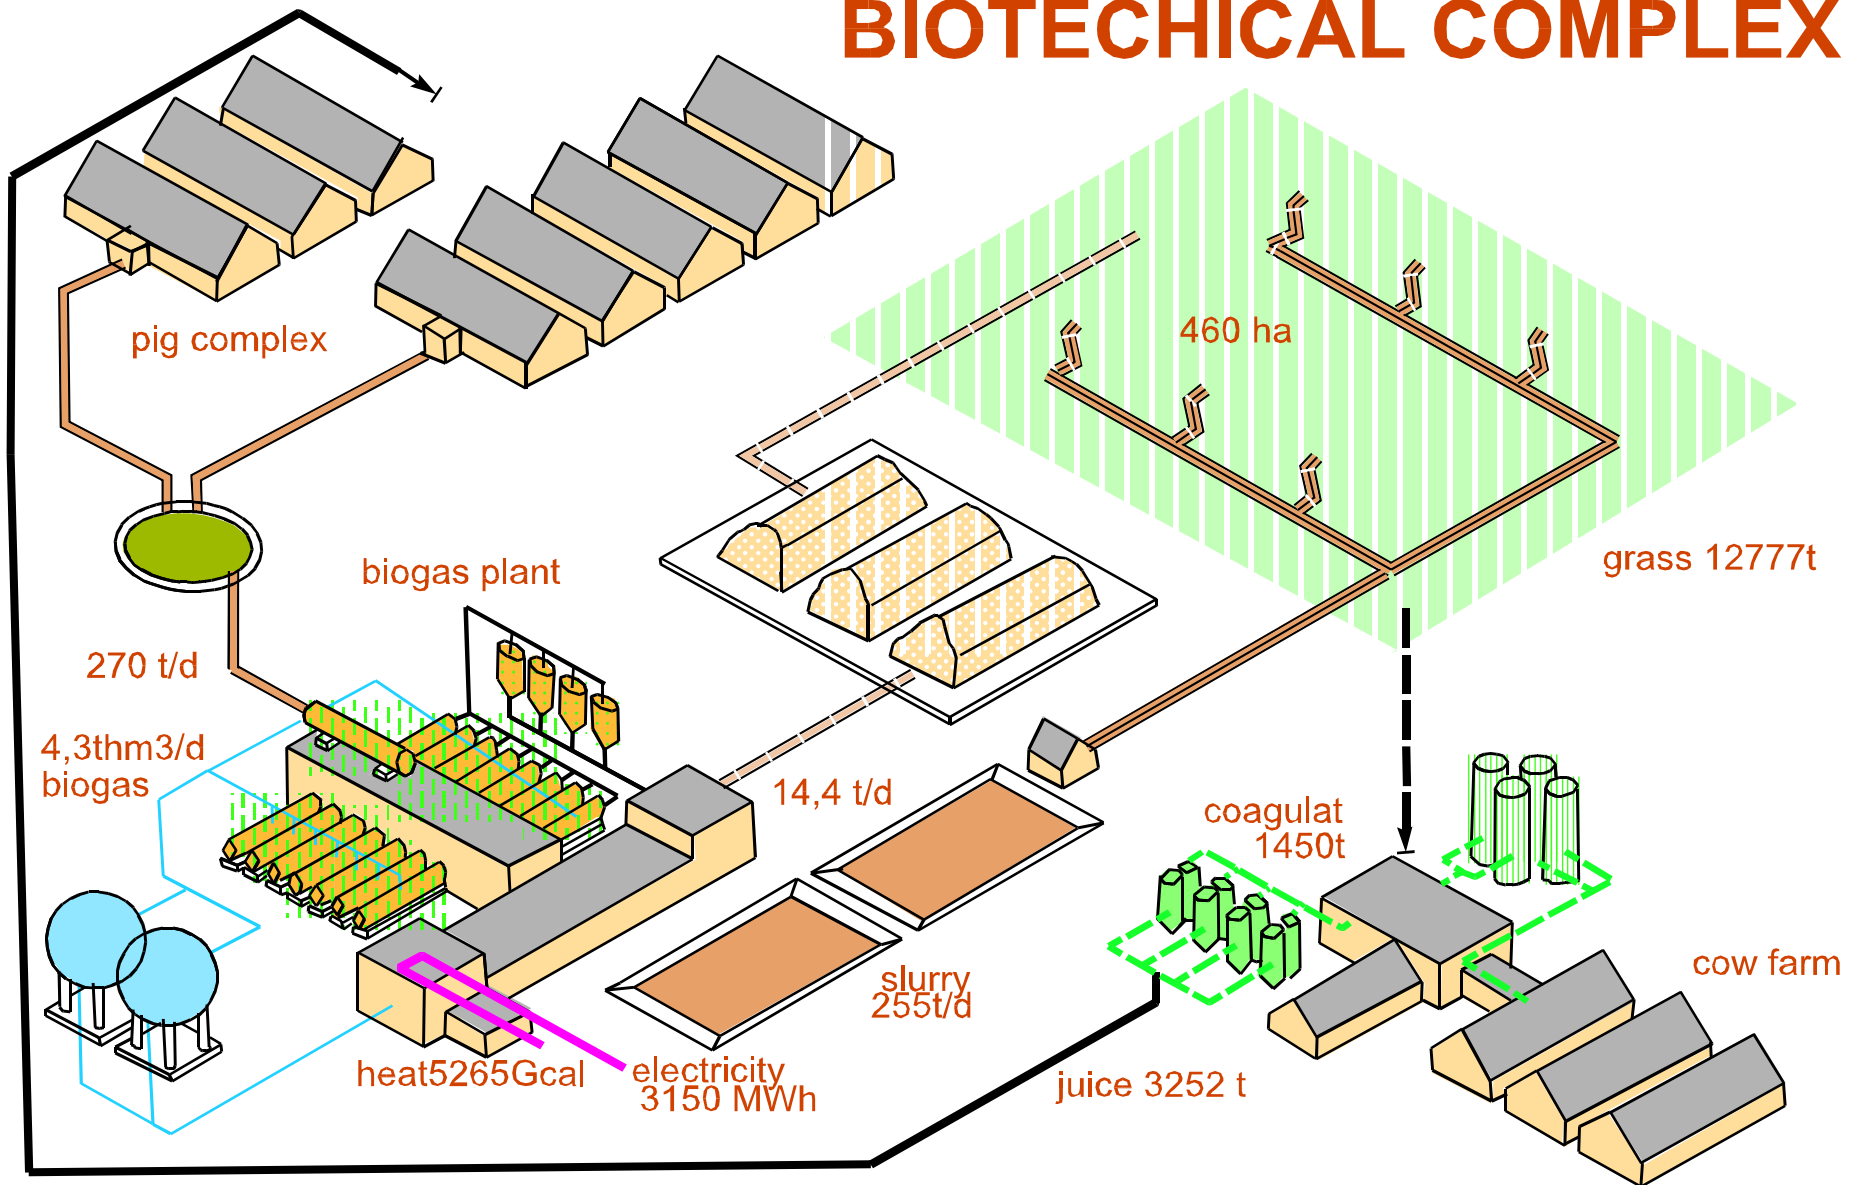 BIOTECHICAL COMPLEX
pig complex
460 ha
grass 12777t
biogas plant
270 t/d
4,3thm3/d
biogas
14,4 t/d
coagulat
1450t
cow farm
slurry
255t/d
heat5265Gcal
electricity
3150 MWh
juice 3252 t